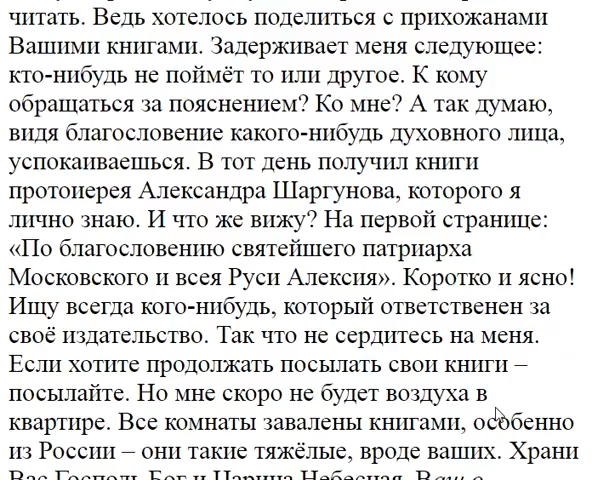 читать. Ведь хотелось поделиться с прихожанами
Вашими книгами. Задерживает меня следующее:
кто-нибудь не поймёт то или другое. К кому
обращаться за пояснением? Ко мне? А так думаю,
видя благословение какого-нибудь духовного лица,
успокаиваешься. В тот день получил книги
протоиерея Александра Шаргунова, которого я
лично знаю. И что же вижу? На первой странице:
«По благословению святейшего патриарха
Московского и всея Руси Алексия». Коротко и ясно!
Ищу всегда кого-нибудь, который ответственен за
своё издательство. Так что не сердитесь на меня.
Если хотите продолжать посылать свои книги –
посылайте. Но мне скоро не будет воздуха в
квартире. Все комнаты завалены книгами, особенно
из России – они такие тяжёлые, вроде ваших. Храни
Вас Господь Бог и Царица Небесная.